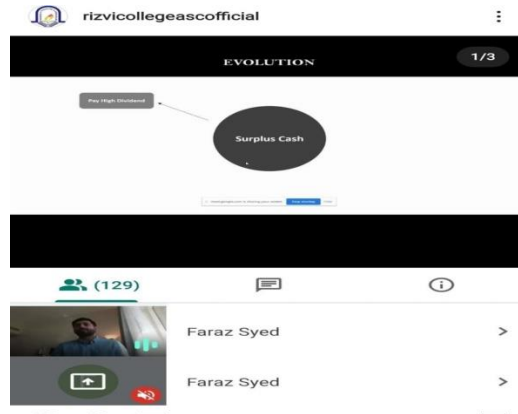 rizvicollegeascofficial
EVOLUTION
1/3
Pay High Dividend
Surplus Cash
(129)
Faraz Syed
Faraz Syed